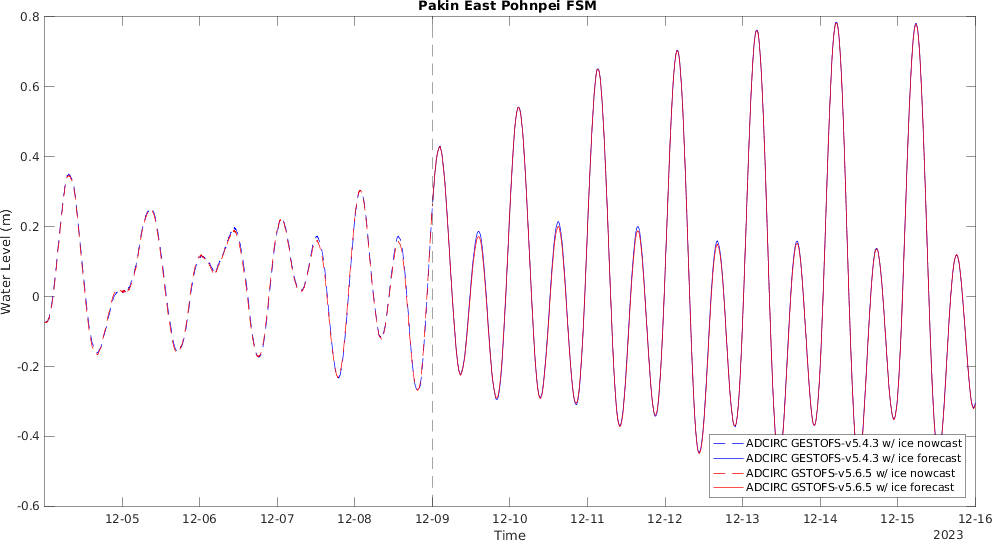 Pakin East Pohnpei FSM
Water Level (m)
0.8
0.6
0.4
0.2
0
-0.2
-0.4
-0.6
ADCIRC GESTOFS-v5.4.3 w/ ice nowcast
ADCIRC GESTOFS-v5.4.3 w/ ice forecast
ADCIRC GSTOFS-v5.6.5 w/ ice nowcast
ADCIRC GSTOFS-v5.6.5 w/ ice forecast
12-05 12-06 12-07 12-08 12-09 12-10 12-11 12-12 12-13 12-14 12-15 12-16
Time
2023